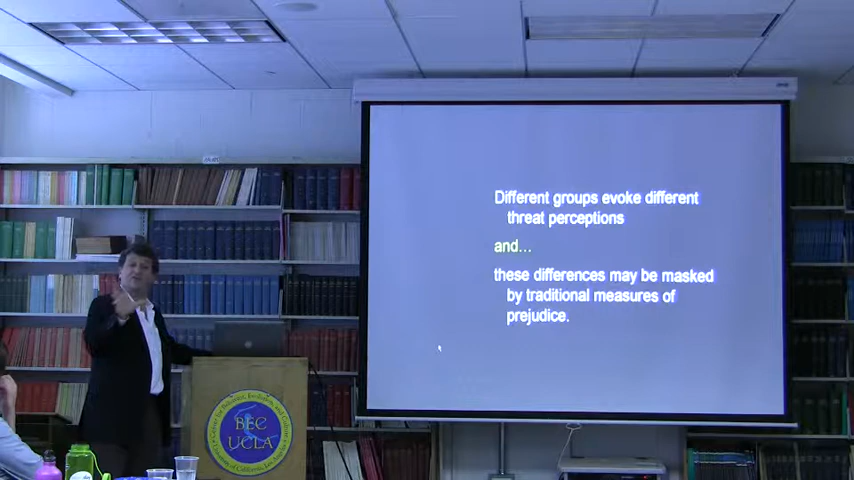 Different groups evoke different
threat perceptions
and...
these differences may be masked
by traditional measures of
prejudice.
BEC
UCLA